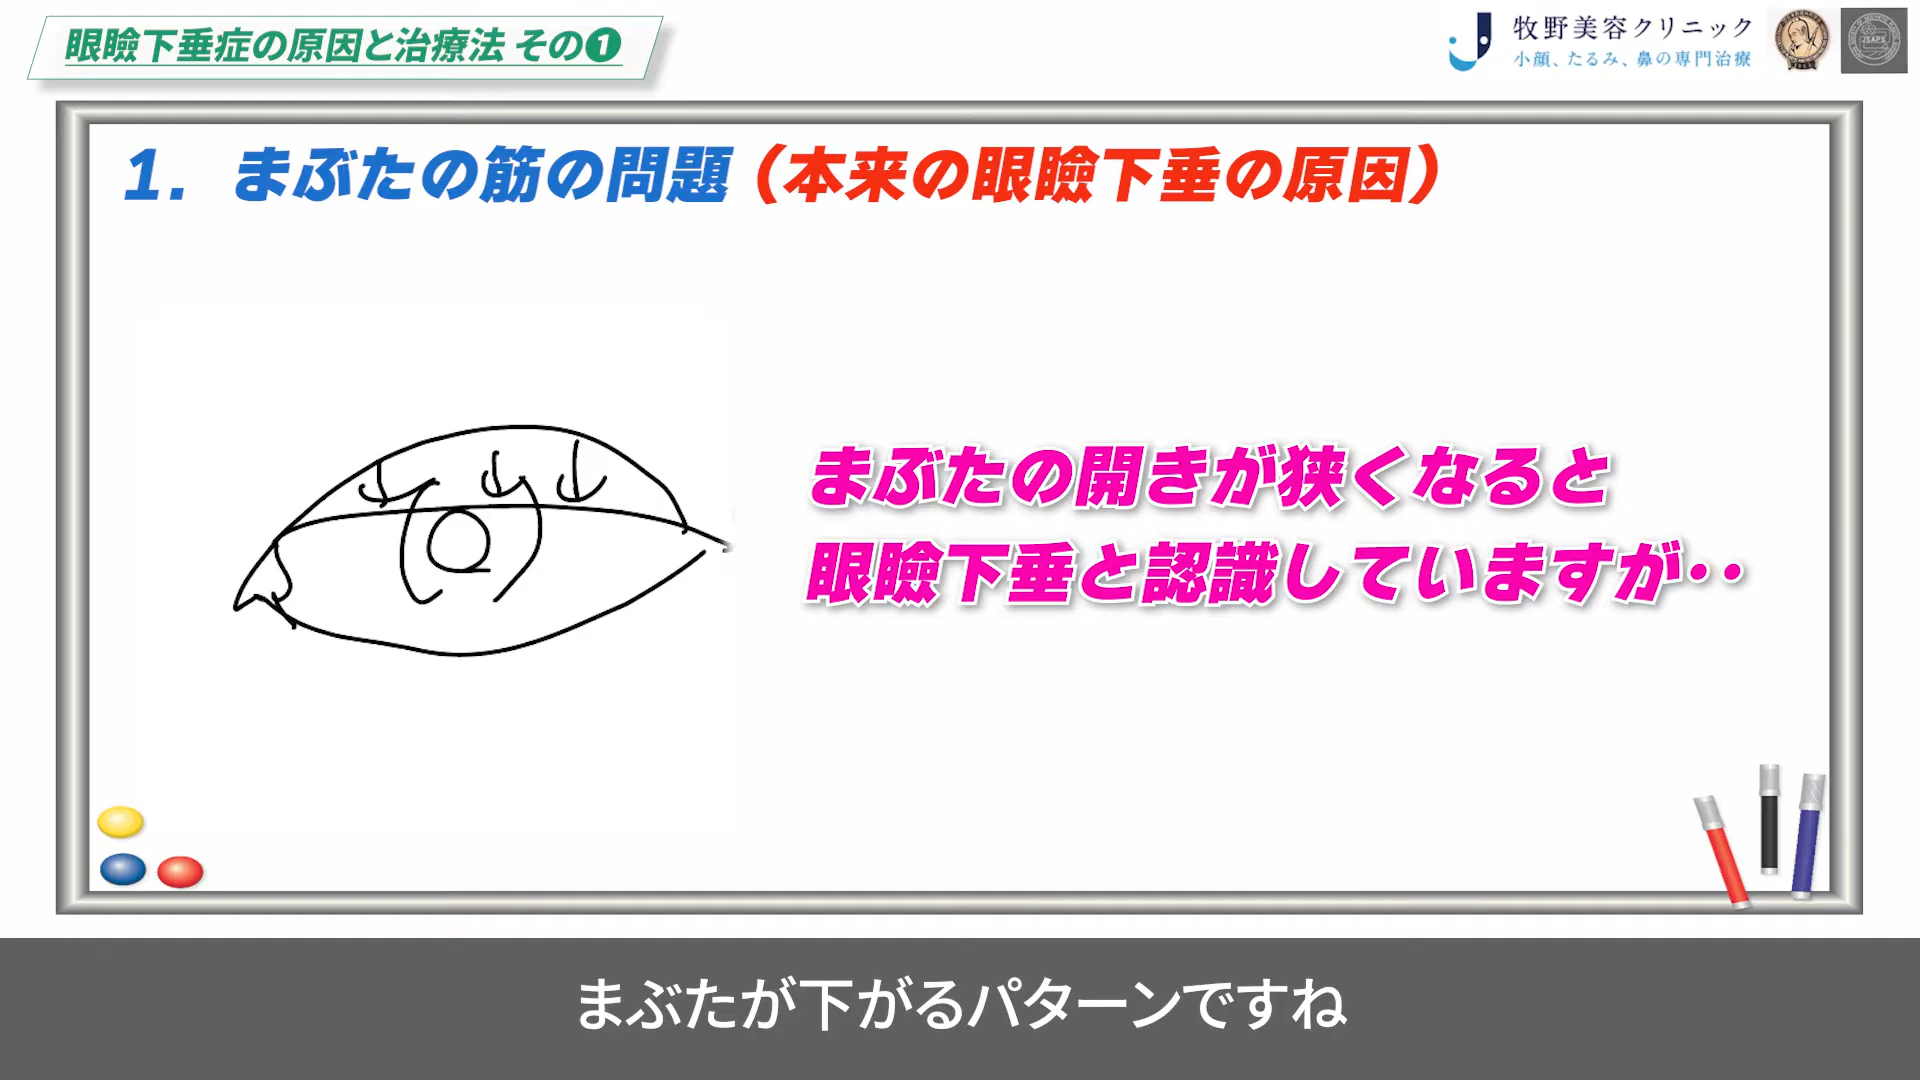 眼瞼下垂症の原因と治療法 その❶
牧野美容クリニック
小顔、たるみ、鼻の専門治療
JSAPS
1. まぶたの筋の問題（本来の眼瞼下垂の原因）
まぶたの開きが狭くなると
眼瞼下垂と認識していますが‥
まぶたが下がるパターンですね